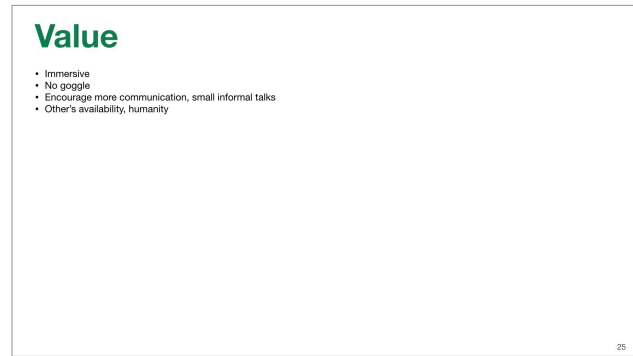 Value
• Immersive
• No goggle
• Encourage more communication, small informal talks
• Other's availability, humanity
25